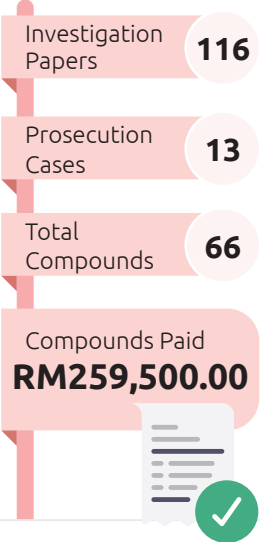 Investigation
Papers
116
Prosecution
Cases
13
Total
Compounds
66
Compounds Paid
RM259,500.00